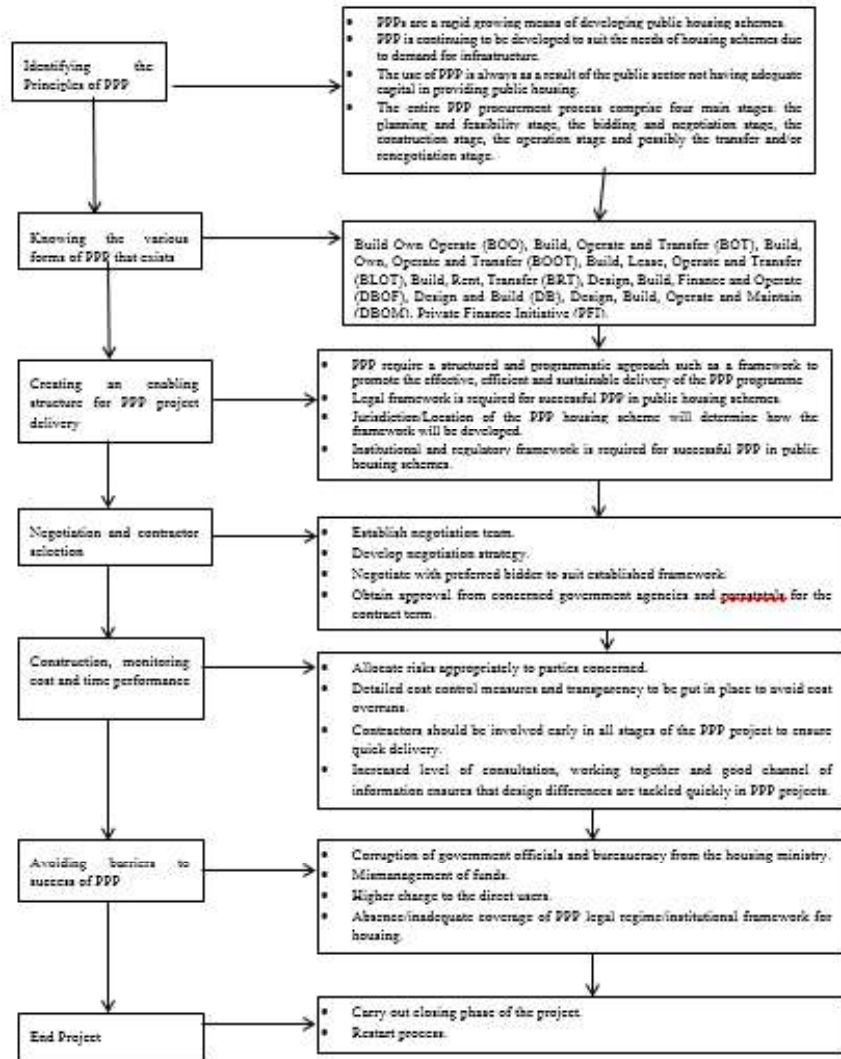 Identifying the
Principles of PPP
• PPPs are a rapid growing means of developing public housing schemes.
• PPP is continuing to be developed to suit the needs of housing schemes due
to demand for infrastructure.
• The use of PPP is always as a result of the public sector not having adequate
capital in providing public housing.
• The entire PPP procurement process comprise four main stages: the
planning and feasibility stage, the bidding and negotiation stage, the
construction stage, the operation stage and possibly the transfer and/or
renegotiation stage.
Knowing the various
forms of PPP that exists
Build Own Operate (BOO), Build, Operate and Transfer (BOT), Build,
Own, Operate and Transfer (BOOT), Build, Lease, Operate and Transfer
(BLOT), Build, Rent, Transfer (BRT), Design, Build, Finance and Operate
(DBOF), Design and Build (DB), Design, Build, Operate and Maintain
(DBOM), Private Finance Initiative (PFI).
Creating an enabling
structure for PPP project
delivery
• PPP require a structured and programmatic approach such as a framework to
promote the effective, efficient and sustainable delivery of the PPP programme
• Legal framework is required for successful PPP in public housing schemes.
• Jurisdiction/Location of the PPP housing scheme will determine how the
framework will be developed.
• Institutional and regulatory framework is required for successful PPP in public
housing schemes.
Negotiation and contractor
selection
• Establish negotiation team.
• Develop negotiation strategy.
• Negotiate with preferred bidder to suit established framework.
• Obtain approval from concerned government agencies and for the
contract term.
Construction, monitoring
cost and time performance
• Allocate risks appropriately to parties concerned.
• Detailed cost control measures and transparency to be put in place to avoid cost
overruns.
• Contractors should be involved early in all stages of the PPP project to ensure
quick delivery.
• Increased level of consultation, working together and good channel of
information ensures that design differences are tackled quickly in PPP projects.
Avoiding barriers to
success of PPP
• Corruption of government officials and bureaucracy from the housing ministry.
• Mismanagement of funds.
• Higher charge to the direct users.
• Absence/inadequate coverage of PPP legal regime/institutional framework for
housing.
End Project
• Carry out closing phase of the project.
• Restart process.